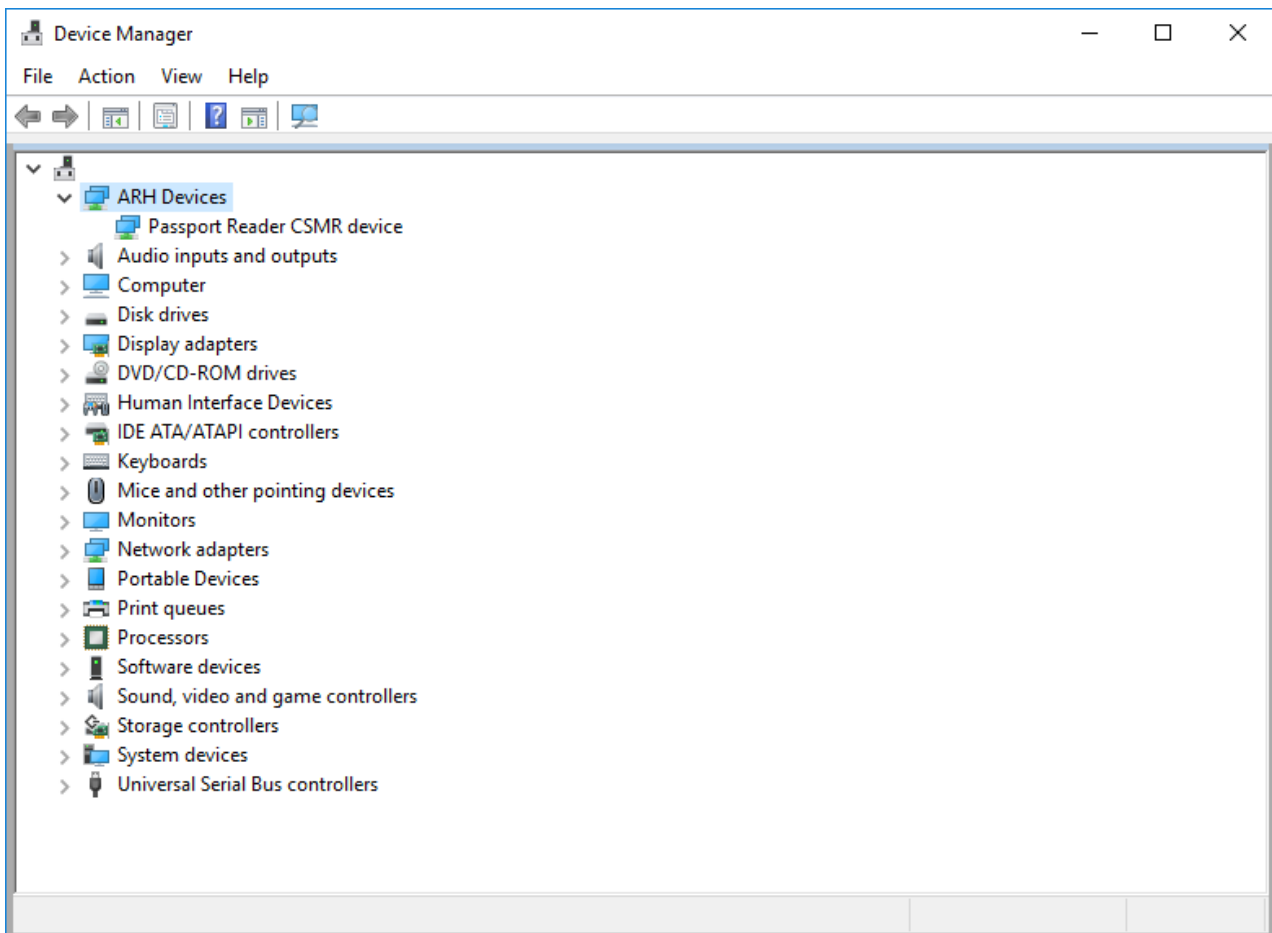 Device Manager
File Action View Help
ARH Devices
Passport Reader CSMR device
Audio inputs and outputs
Computer
Disk drives
Display adapters
DVD/CD-ROM drives
Human Interface Devices
IDE ATA/ATAPI controllers
Keyboards
Mice and other pointing devices
Monitors
Network adapters
Portable Devices
Print queues
Processors
Software devices
Sound, video and game controllers
Storage controllers
System devices
Universal Serial Bus controllers